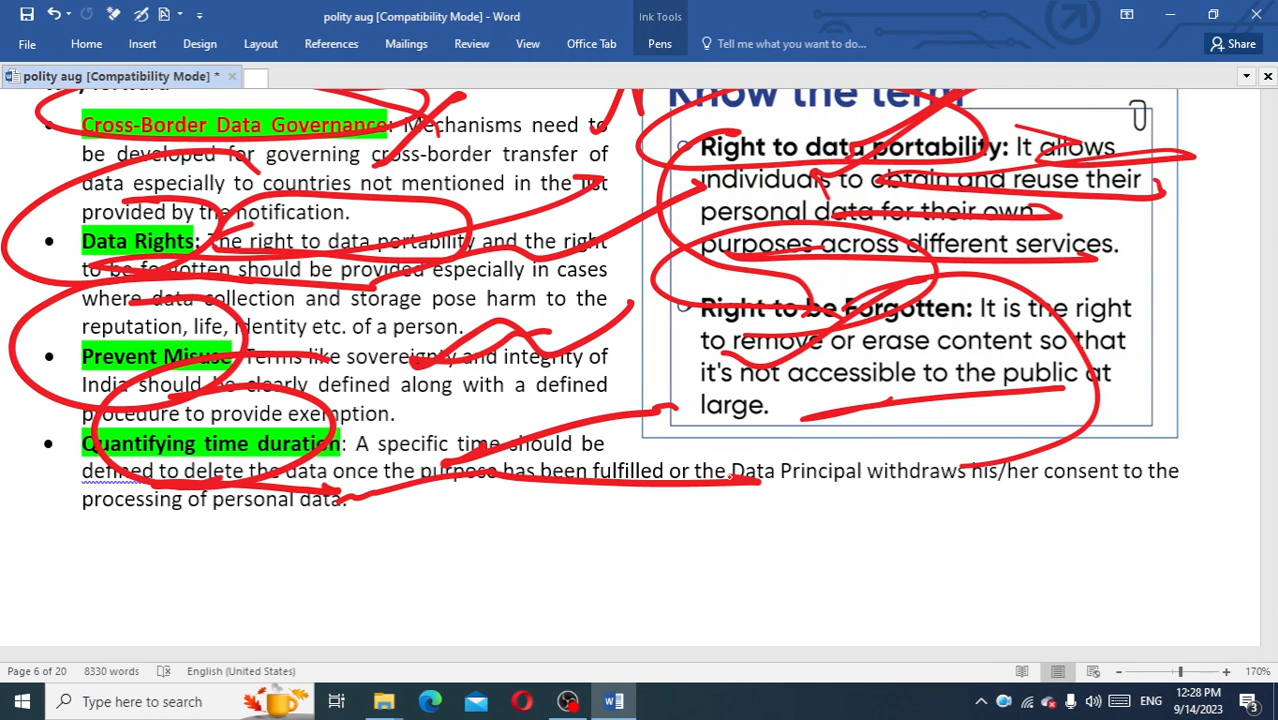 polity aug [Compatibility Mode] - Word
Ink Tools
File Home Insert Design Layout References Mailings Review View Office Tab Pens Tell me what you want to do... Share
polity aug [Compatibility Mode] *
Cross-Border Data Governance: Mechanisms need to
be developed for governing cross-border transfer of
data especially to countries not mentioned in the list
provided by the notification.
Data Rights: The right to data portability and the right
to be forgotten should be provided especially in cases
where data collection and storage pose harm to the
reputation, life, identity etc. of a person.
Prevent Misuse: Terms like sovereignty and integrity of
India should be clearly defined along with a defined
procedure to provide exemption.
Quantifying time duration: A specific time should be
defined to delete the data once the purpose has been fulfilled or the Data Principal withdraws his/her consent to the
processing of personal data.
Know the term
Right to data portability: It allows
individuals to obtain and reuse their
personal data for their own
purposes across different services.
Right to be Forgotten: It is the right
to remove or erase content so that
it's not accessible to the public at
large.
Page 6 of 20 8330 words English (United States) 170%
Type here to search
ENG
12:28 PM
9/14/2023
3